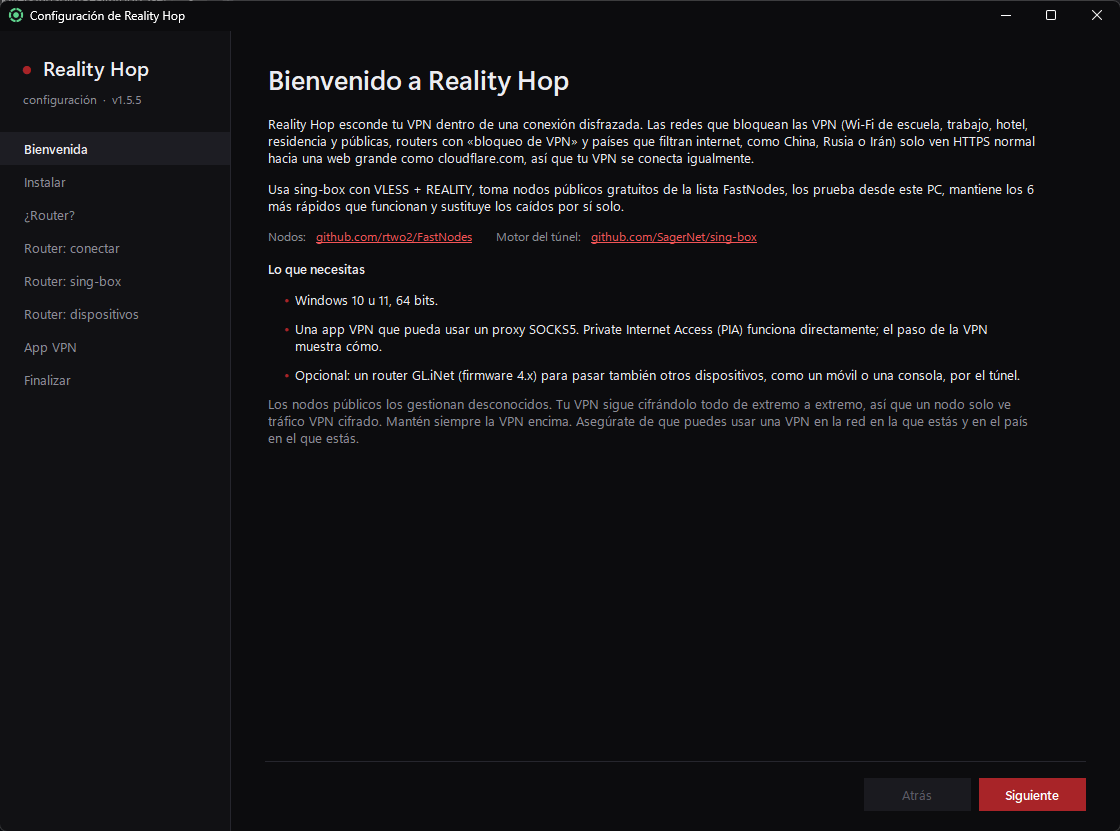 Configuración de Reality Hop
Reality Hop
configuración · v1.5.5
Bienvenida
Instalar
¿Router?
Router: conectar
Router: sing-box
Router: dispositivos
App VPN
Finalizar
Bienvenido a Reality Hop
Reality Hop esconde tu VPN dentro de una conexión disfrazada. Las redes que bloquean las VPN (Wi-Fi de escuela, trabajo, hotel,
residencia y públicas, routers con «bloqueo de VPN» y países que filtran internet, como China, Rusia o Irán) solo ven HTTPS normal
hacia una web grande como cloudflare.com, así que tu VPN se conecta igualmente.
Usa sing-box con VLESS + REALITY, toma nodos públicos gratuitos de la lista FastNodes, los prueba desde este PC, mantiene los 6
más rápidos que funcionan y sustituye los caídos por sí solo.
Nodos: github.com/rtwo2/FastNodes Motor del túnel: github.com/SagerNet/sing-box
Lo que necesitas
• Windows 10 u 11, 64 bits.
• Una app VPN que pueda usar un proxy SOCKS5. Private Internet Access (PIA) funciona directamente; el paso de la VPN
muestra cómo.
• Opcional: un router GL.iNet (firmware 4.x) para pasar también otros dispositivos, como un móvil o una consola, por el túnel.
Los nodos públicos los gestionan desconocidos. Tu VPN sigue cifrándolo todo de extremo a extremo, así que un nodo solo ve
tráfico VPN cifrado. Mantén siempre la VPN encima. Asegúrate de que puedes usar una VPN en la red en la que estás y en el país
en el que estás.
Atrás
Siguiente